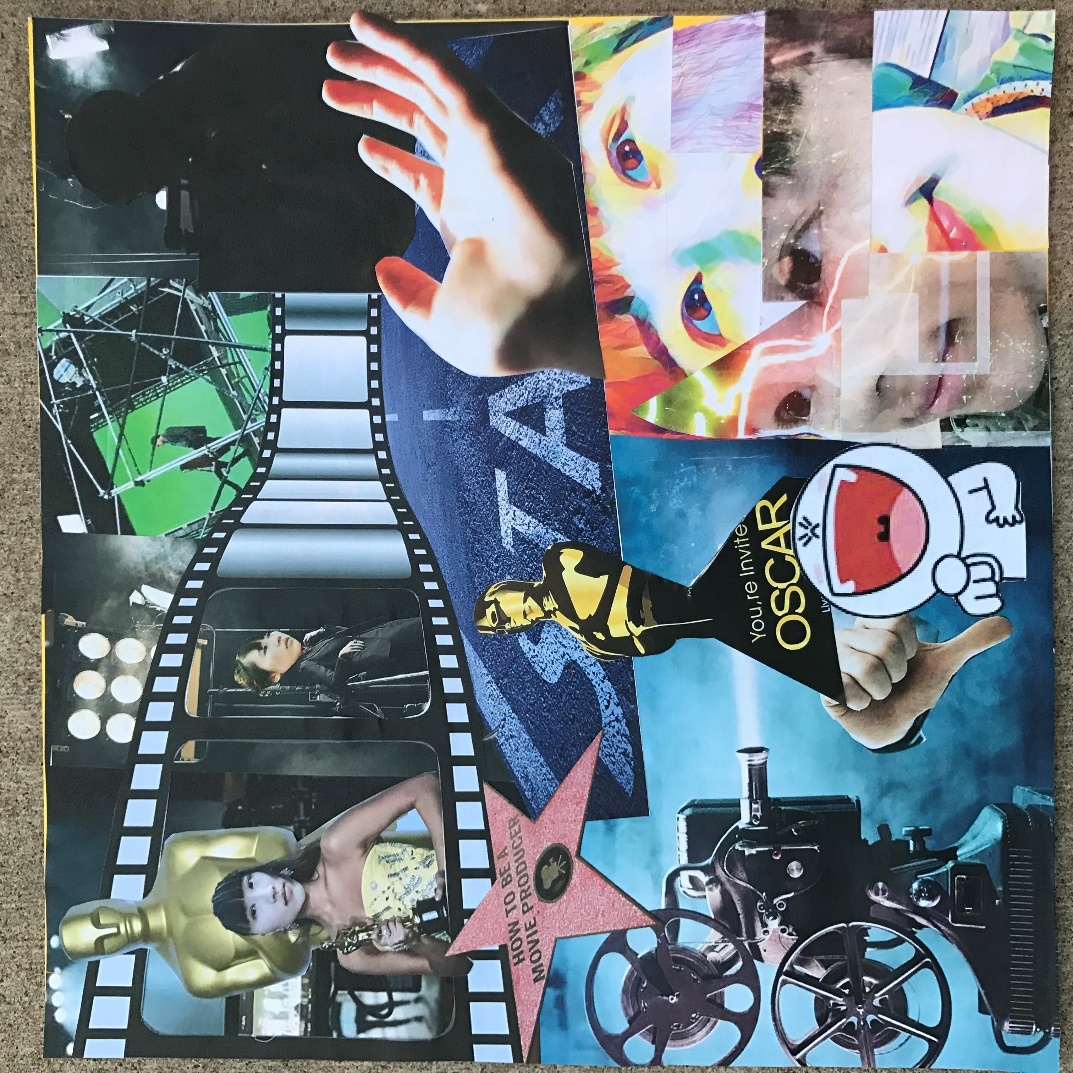 STA
HOW TO BE A
MOVIE PRODUCER
You,re Invite
OSCAR